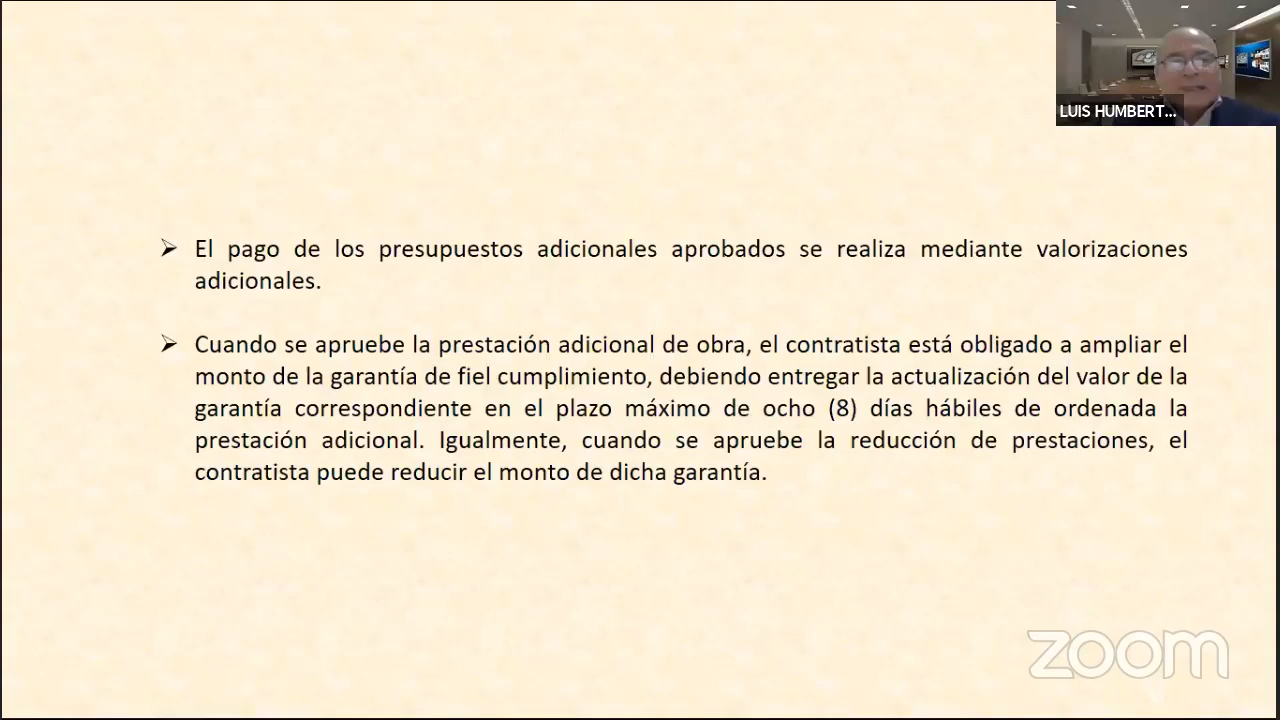 LUIS HUMBERT...
➢ El pago de los presupuestos adicionales aprobados se realiza mediante valorizaciones
adicionales.
➢ Cuando se apruebe la prestación adicional de obra, el contratista está obligado a ampliar el
monto de la garantía de fiel cumplimiento, debiendo entregar la actualización del valor de la
garantía correspondiente en el plazo máximo de ocho (8) días hábiles de ordenada la
prestación adicional. Igualmente, cuando se apruebe la reducción de prestaciones, el
contratista puede reducir el monto de dicha garantía.
zoom